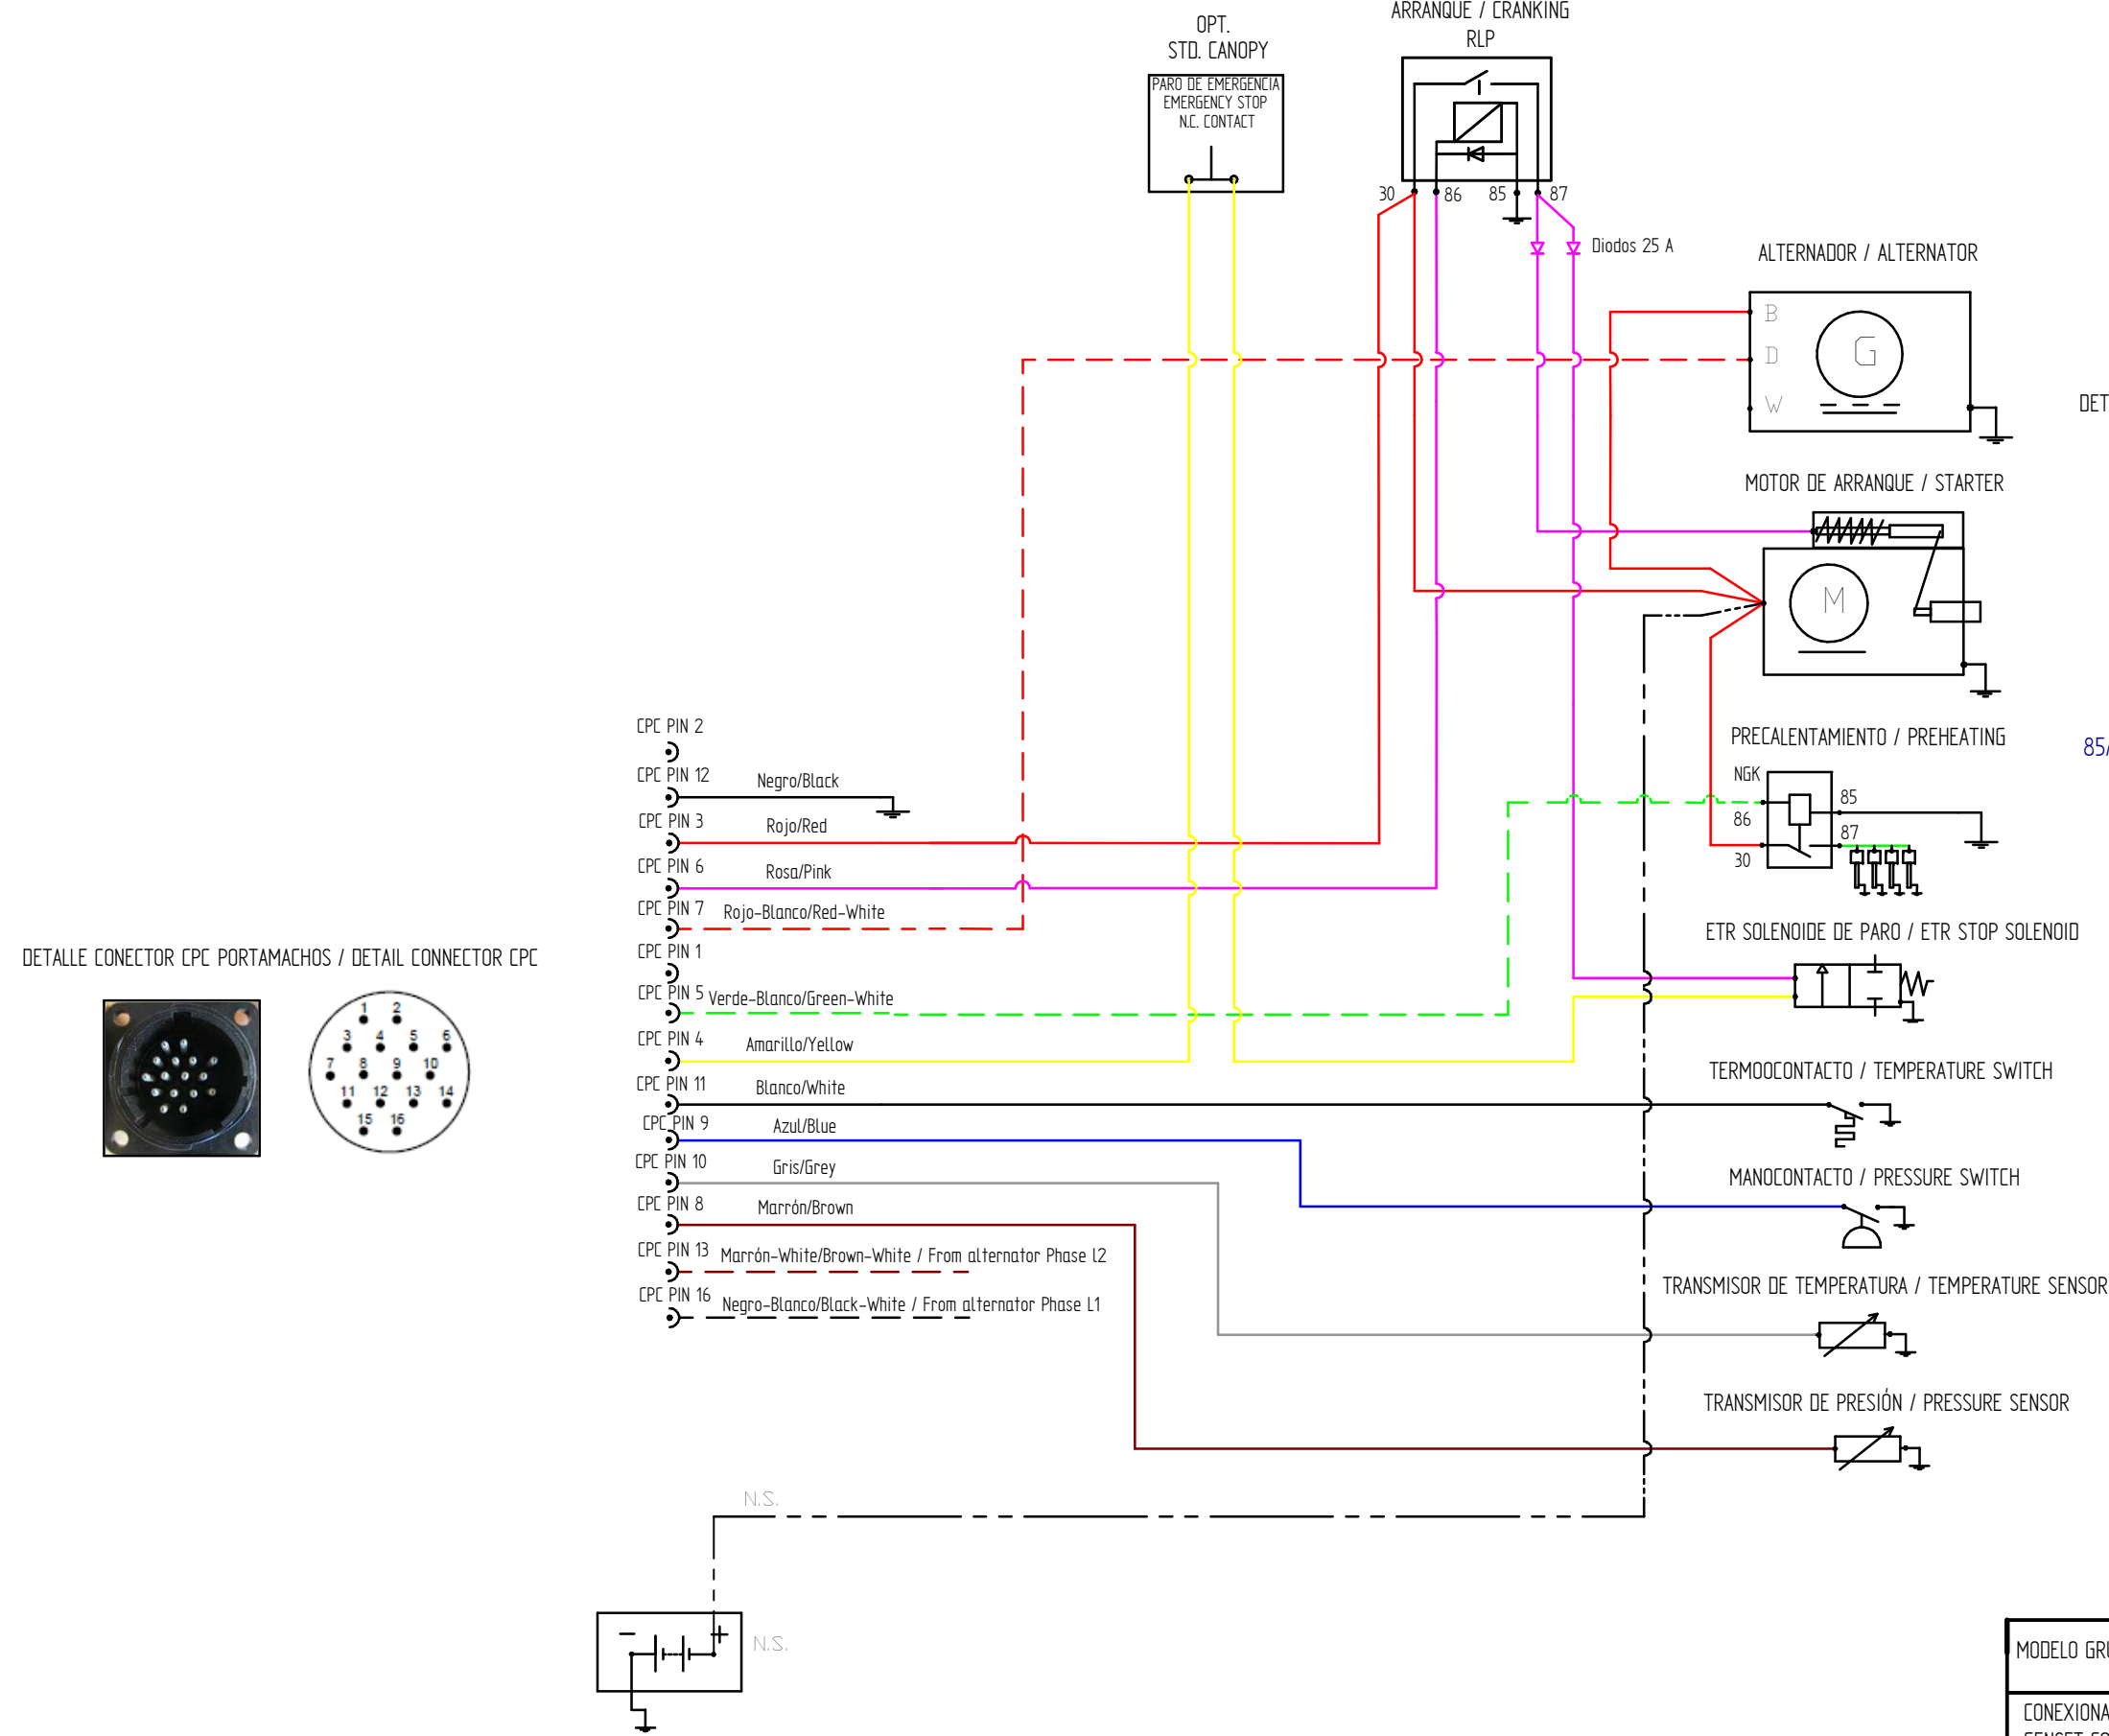 ARRANQUE / CRANKING
RLP
OPT.
STD. CANOPY
PARO DE EMERGENCIA
EMERGENCY STOP
N.C. CONTACT
30
86
85
87
Diodos 25 A
ALTERNADOR / ALTERNATOR
B
D
W
G
DET
MOTOR DE ARRANQUE / STARTER
M
PRECALENTAMIENTO / PREHEATING
NGK
86
30
85
87
85/
ETR SOLENOIDE DE PARO / ETR STOP SOLENOID
TERMOOCONTACTO / TEMPERATURE SWITCH
MANOCONTACTO / PRESSURE SWITCH
TRANSMISOR DE TEMPERATURA / TEMPERATURE SENSOR
TRANSMISOR DE PRESIÓN / PRESSURE SENSOR
CPC PIN 2
CPC PIN 12
Negro/Black
CPC PIN 3
Rojo/Red
CPC PIN 6
Rosa/Pink
CPC PIN 7
Rojo-Blanco/Red-White
CPC PIN 1
CPC PIN 5
Verde-Blanco/Green-White
CPC PIN 4
Amarillo/Yellow
CPC PIN 11
Blanco/White
CPC PIN 9
Azul/Blue
CPC PIN 10
Gris/Grey
CPC PIN 8
Marrón/Brown
CPC PIN 13
Marrón-White/Brown-White / From alternator Phase L2
CPC PIN 16
Negro-Blanco/Black-White / From alternator Phase L1
DETALLE CONECTOR CPC PORTAMACHOS / DETAIL CONNECTOR CPC
1 2
3 4 5 6
7 8 9 10
11 12 13 14
15 16
N.S.
- +
N.S.
MODELO GR
CONEXIONA